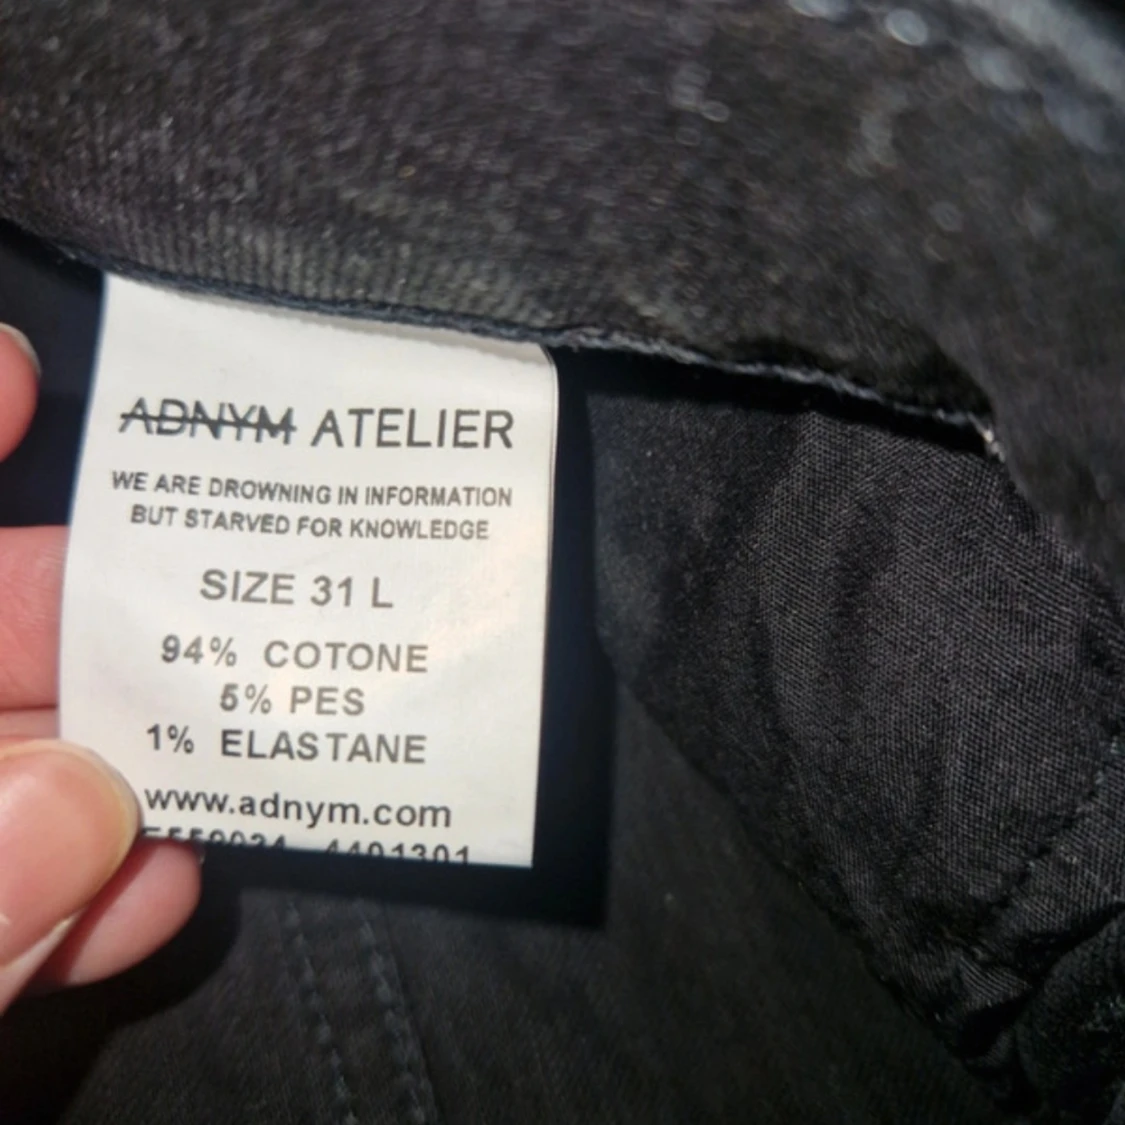 ADNYM ATELIER
WE ARE DROWNING IN INFORMATION
BUT STARVED FOR KNOWLEDGE
SIZE 31 L
94% COTONE
5% PES
1% ELASTANE
www.adnym.com